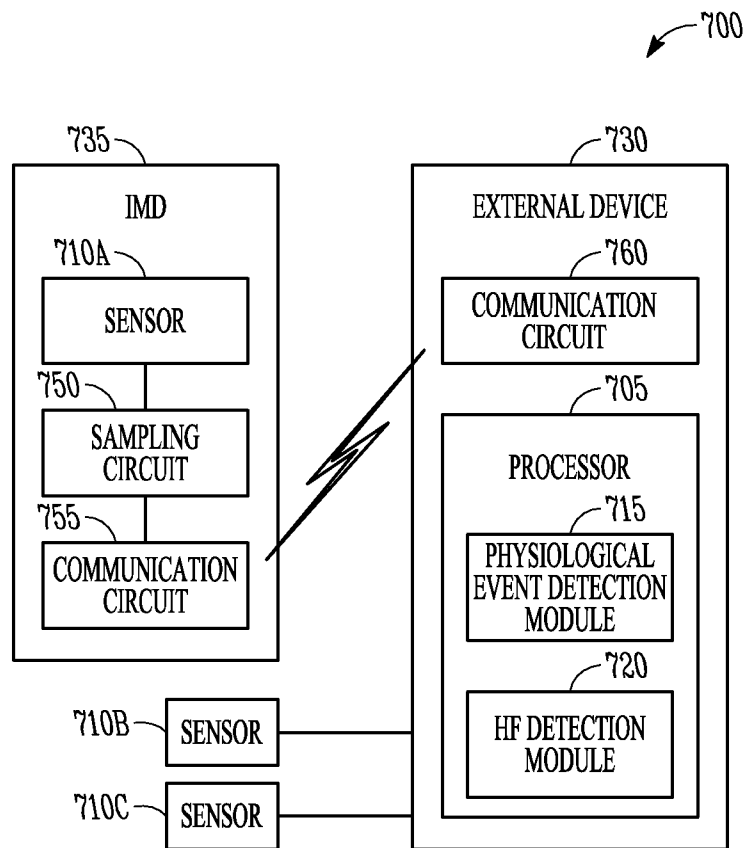 700
735
IMD
710A
SENSOR
750
SAMPLING
CIRCUIT
755
COMMUNICATION
CIRCUIT
730
EXTERNAL DEVICE
760
COMMUNICATION
CIRCUIT
705
PROCESSOR
715
PHYSIOLOGICAL
EVENT DETECTION
MODULE
720
HF DETECTION
MODULE
710B
SENSOR
710C
SENSOR